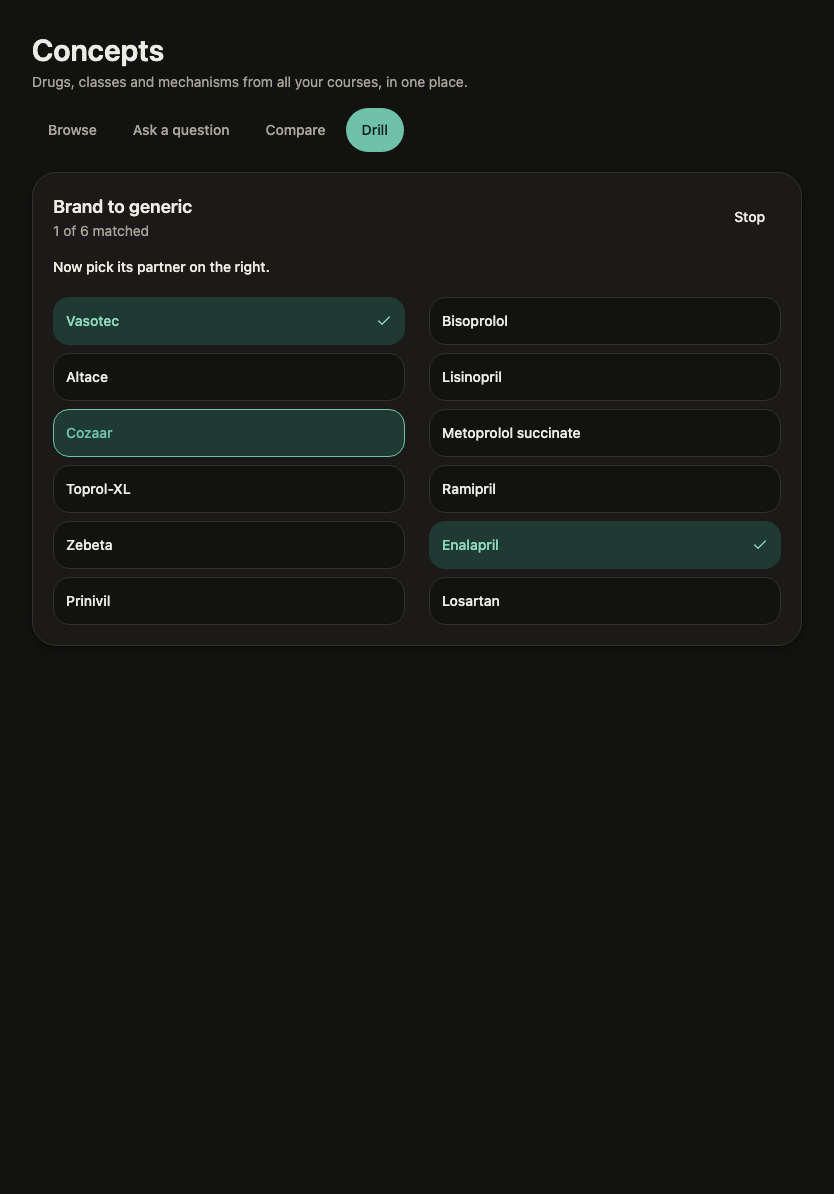 Concepts
Drugs, classes and mechanisms from all your courses, in one place.
Browse Ask a question Compare Drill
Brand to generic
1 of 6 matched
Stop
Now pick its partner on the right.
Vasotec Bisoprolol
Altace Lisinopril
Cozaar Metoprolol succinate
Toprol-XL Ramipril
Zebeta Enalapril
Prinivil Losartan